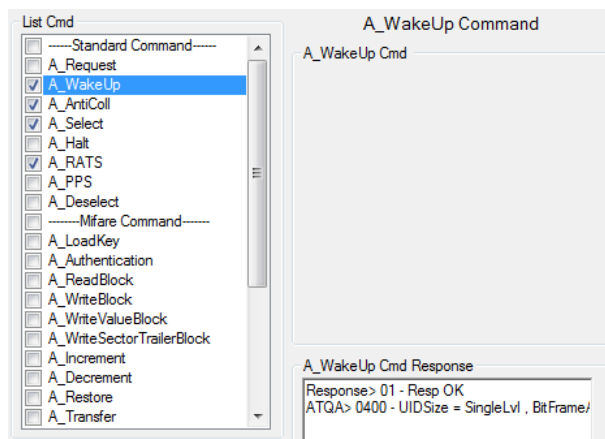 List Cmd
------Standard Command------
A_Request
A_WakeUp
A_AntiColl
A_Select
A_Halt
A_RATS
A_PPS
A_Deselect
--------Mifare Command-------
A_LoadKey
A_Authentication
A_ReadBlock
A_WriteBlock
A_WriteValueBlock
A_WriteSectorTrailerBlock
A_Increment
A_Decrement
A_Restore
A_Transfer
A_WakeUp Command
A_WakeUp Cmd
A_WakeUp Cmd Response
Response> 01 - Resp OK
ATQA> 0400 - UIDSize = SingleLvl , BitFrame